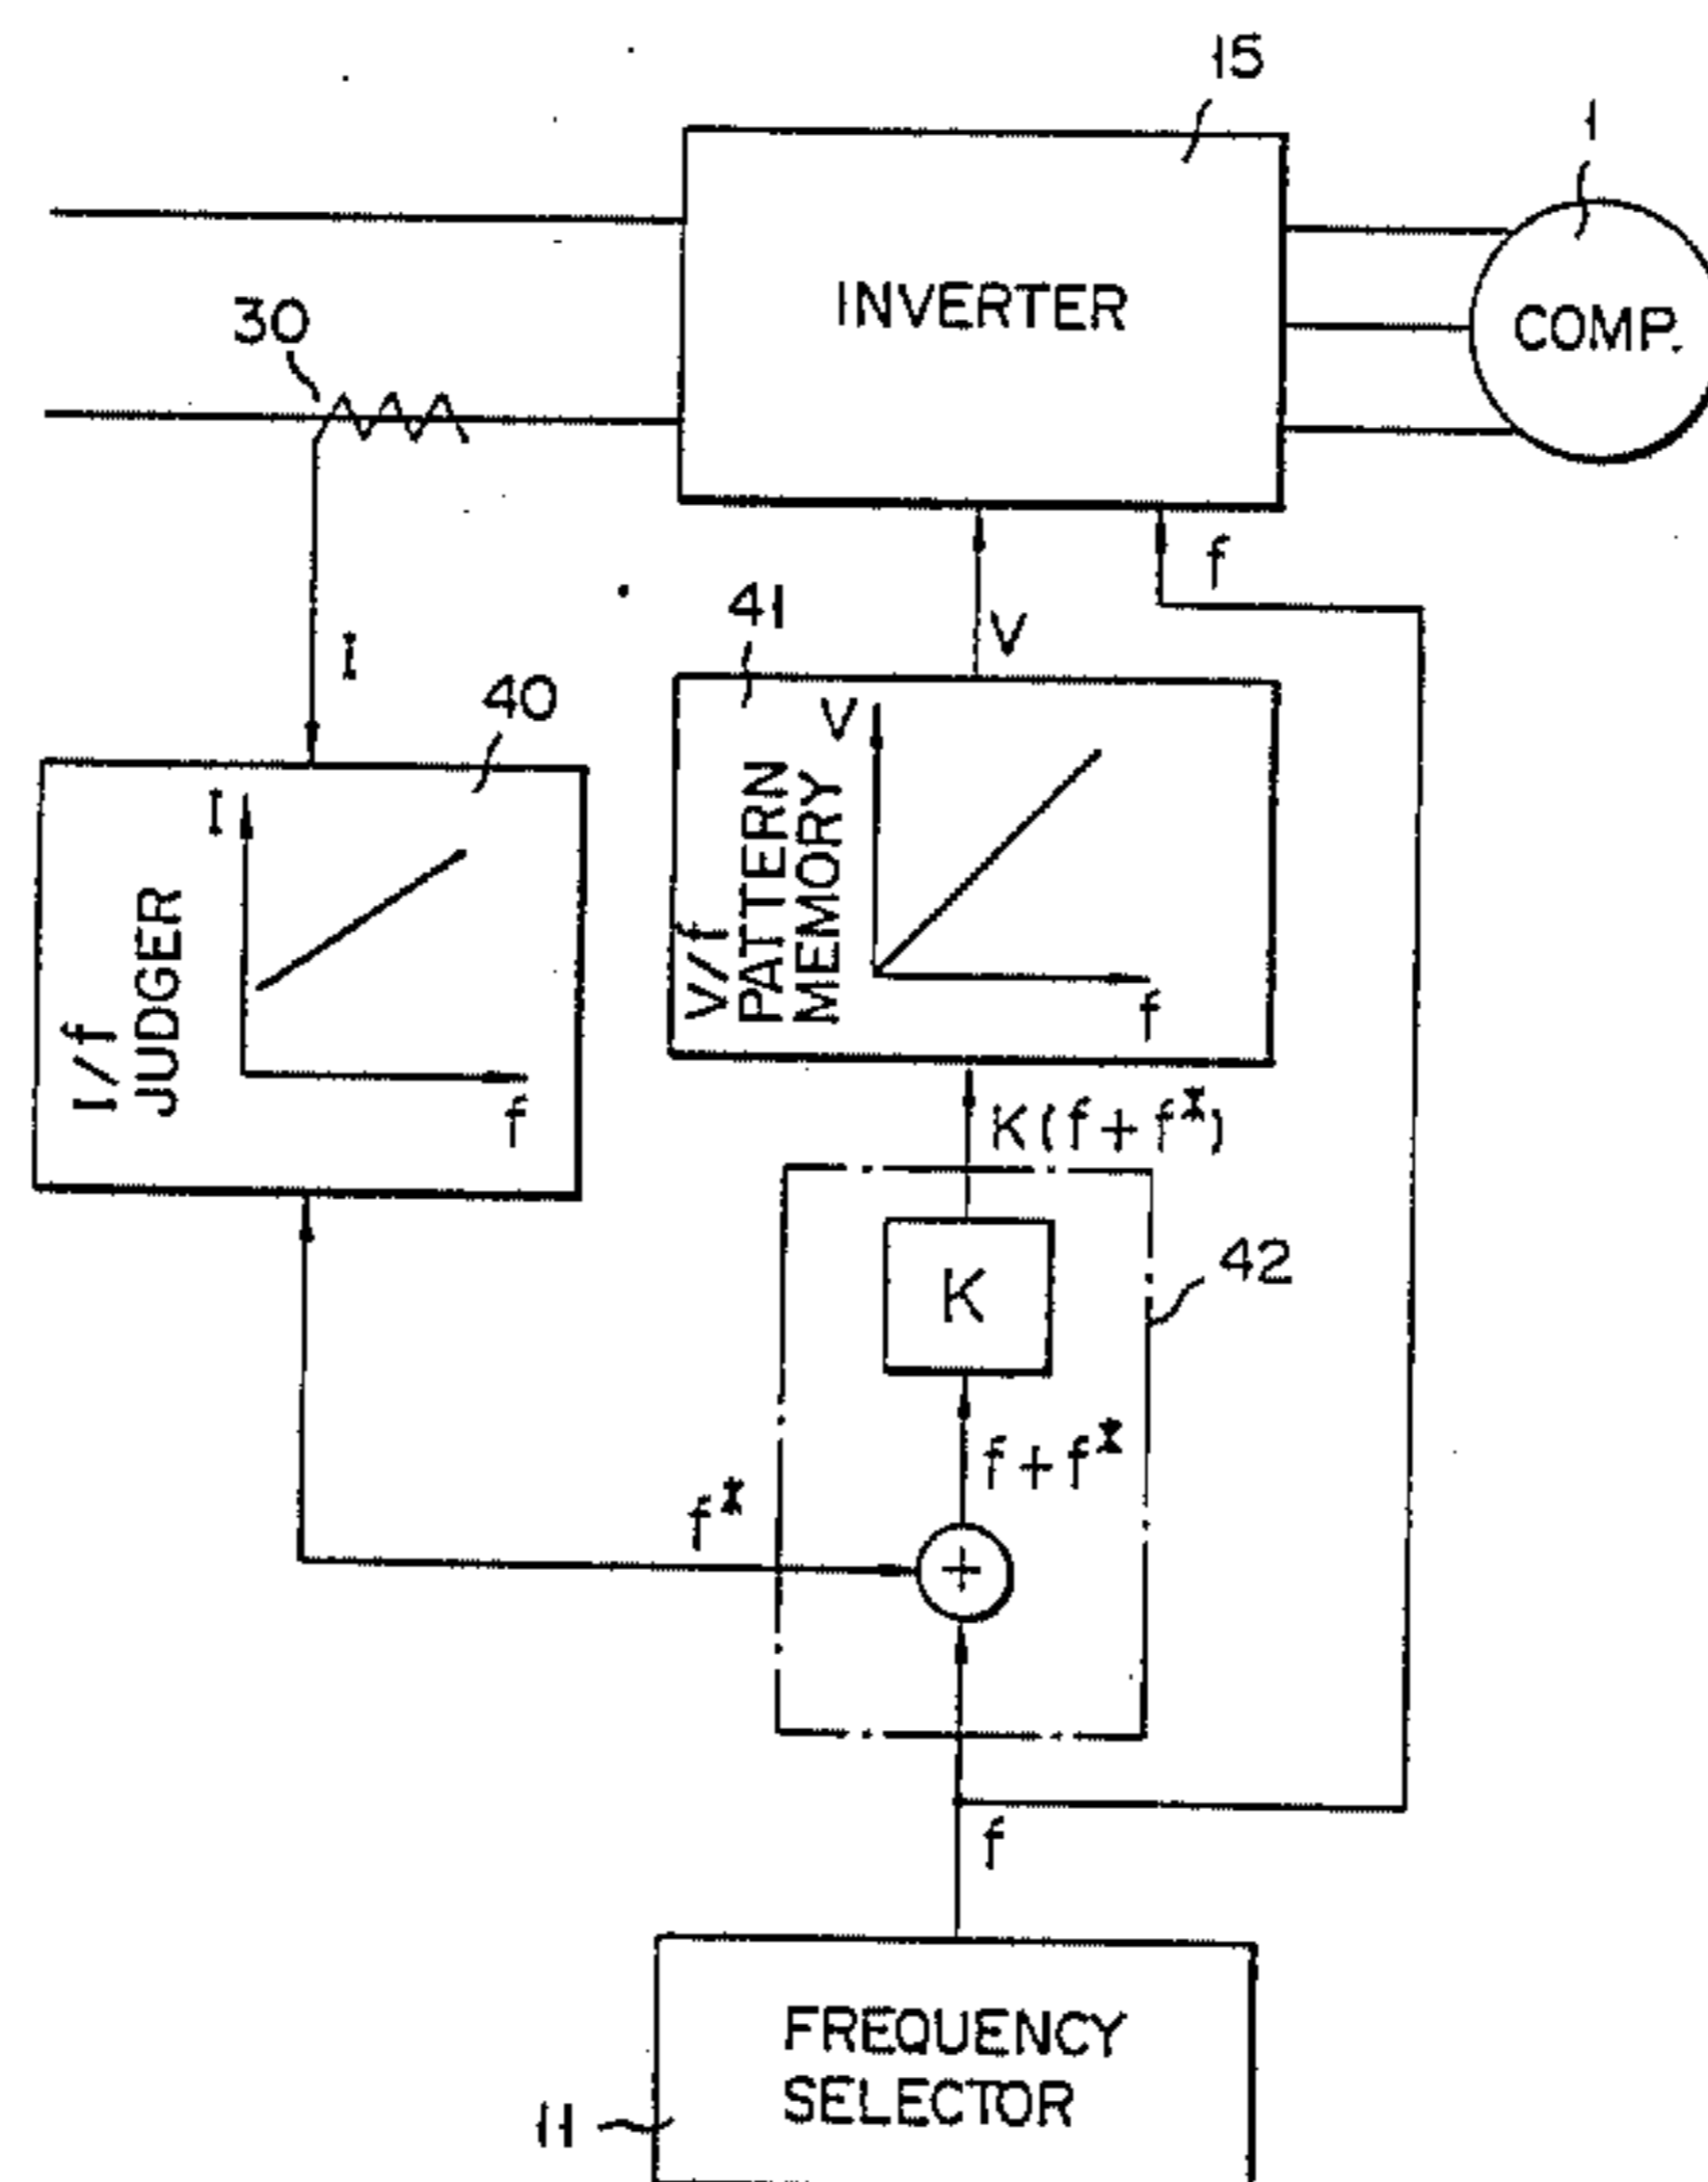 15
1
INVERTER
COMP.
30
f
41
V
I
40
V
I
V/f
PATTERN
MEMORY
f
I/f
JUDGER
f
K(f+f*)
K
42
f+f*
f*
+
f
FREQUENCY
SELECTOR
11